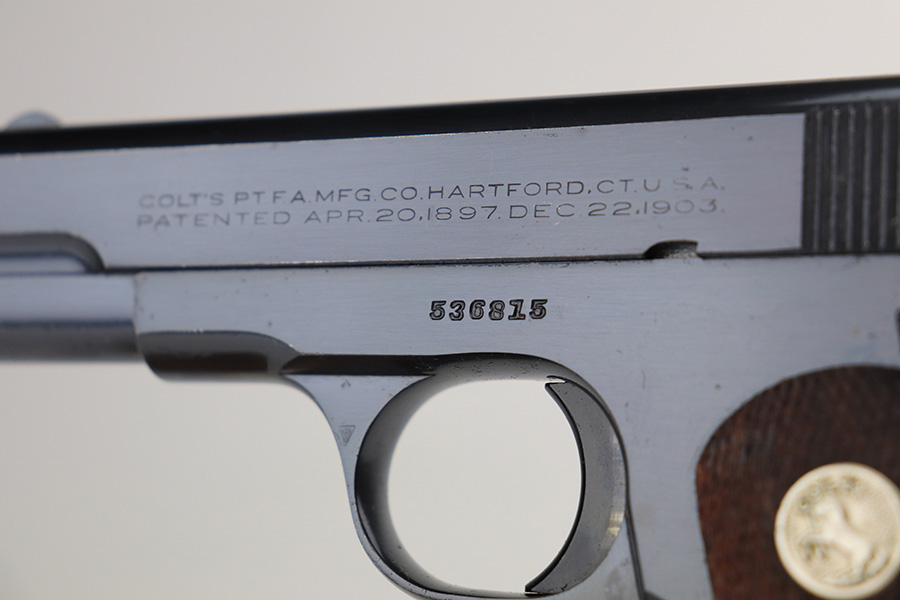 COLT'S PT.F.A.MFG.CO.HARTFORD,CT.U.S.A.
PATENTED APR.20,1897.DEC.22,1903.
536815